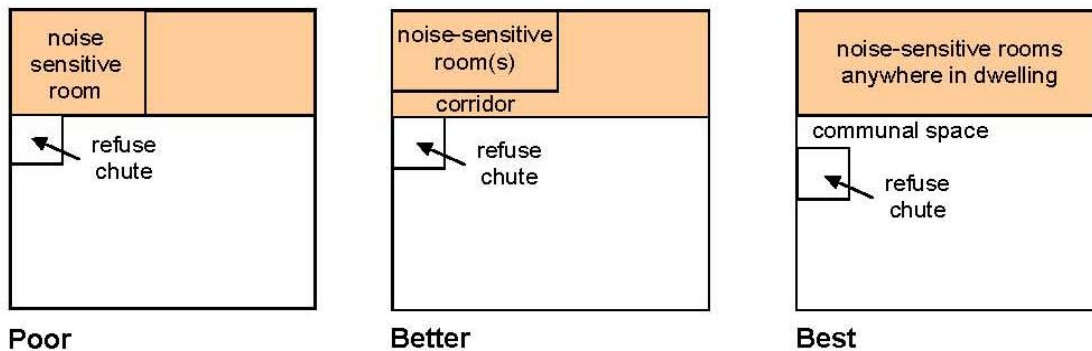 noise
sensitive
room
refuse
chute
Poor
noise-sensitive
room(s)
corridor
refuse
chute
Better
noise-sensitive rooms
anywhere in dwelling
communal space
refuse
chute
Best